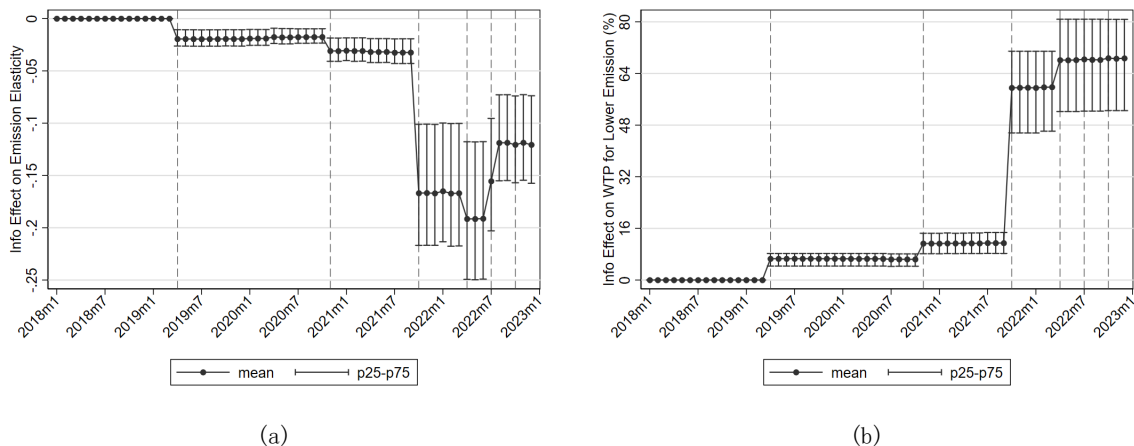 Info Effect on Emission Elasticity
0
-.05
-.1
-.15
-.2
-.25
2018m1
2018m7
2019m1
2019m7
2020m1
2020m7
2021m1
2021m7
2022m1
2022m7
2023m1
mean
p25-p75
(a)
Info Effect on WTP for Lower Emission (%)
80
64
48
32
16
0
2018m1
2018m7
2019m1
2019m7
2020m1
2020m7
2021m1
2021m7
2022m1
2022m7
2023m1
mean
p25-p75
(b)